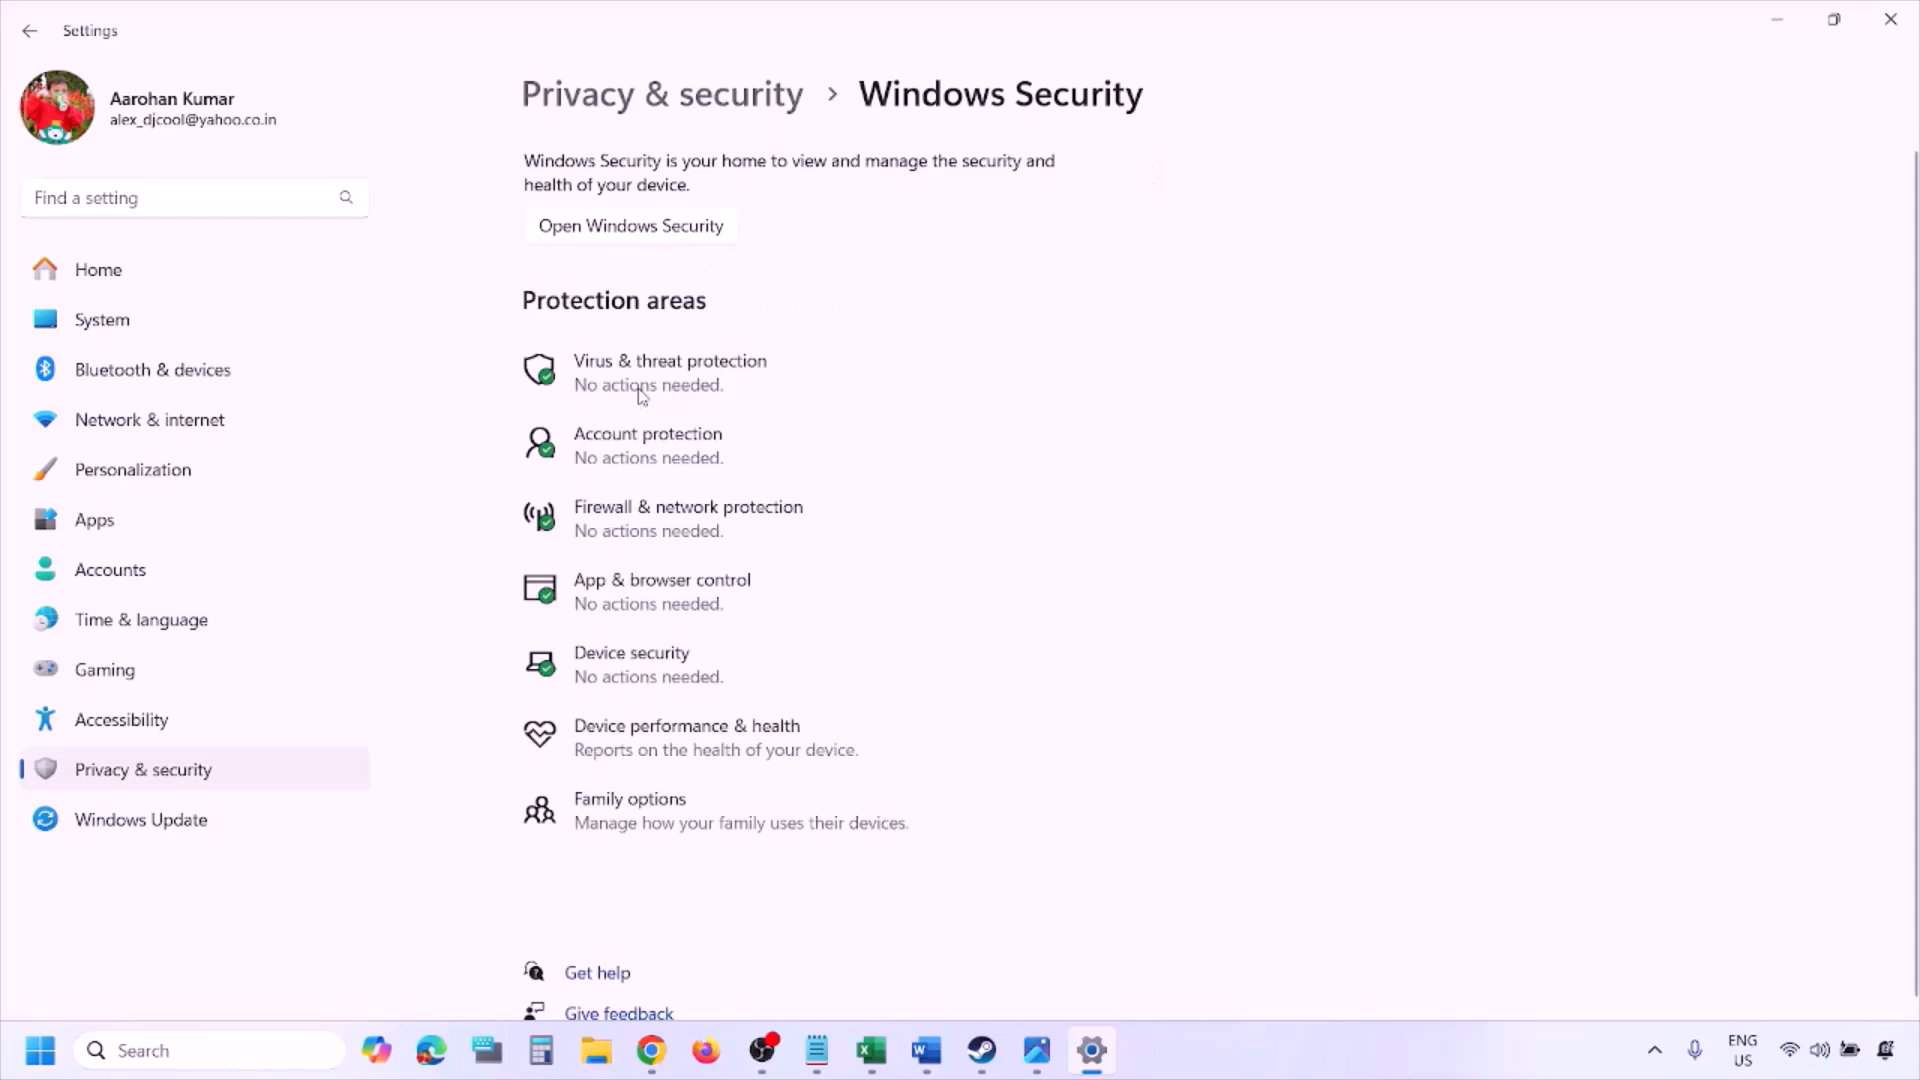 Settings
Aarohan Kumar
alex_djcool@yahoo.co.in
Find a setting
Home
System
Bluetooth & devices
Network & internet
Personalization
Apps
Accounts
Time & language
Gaming
Accessibility
Privacy & security
Windows Update
Privacy & security > Windows Security
Windows Security is your home to view and manage the security and
health of your device.
Open Windows Security
Protection areas
Virus & threat protection
No actions needed.
Account protection
No actions needed.
Firewall & network protection
No actions needed.
App & browser control
No actions needed.
Device security
No actions needed.
Device performance & health
Reports on the health of your device.
Family options
Manage how your family uses their devices.
Get help
Give feedback
Search
ENG
US